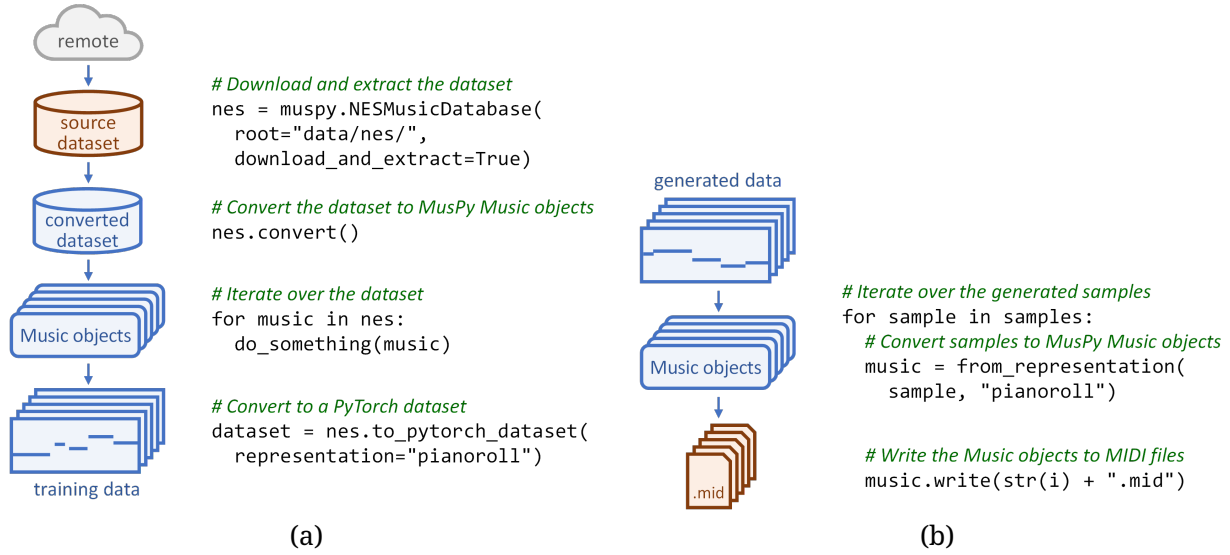 remote
source
dataset
converted
dataset
Music objects
training data
# Download and extract the dataset
nes = muspy.NESMusicDatabase(
  root="data/nes/",
  download_and_extract=True)
# Convert the dataset to MusPy Music objects
nes.convert()
# Iterate over the dataset
for music in nes:
  do_something(music)
# Convert to a PyTorch dataset
dataset = nes.to_pytorch_dataset(
  representation="pianoroll")
(a)
generated data
Music objects
.mid
# Iterate over the generated samples
for sample in samples:
  # Convert samples to MusPy Music objects
  music = from_representation(
    sample, "pianoroll")
  # Write the Music objects to MIDI files
  music.write(str(i) + ".mid")
(b)